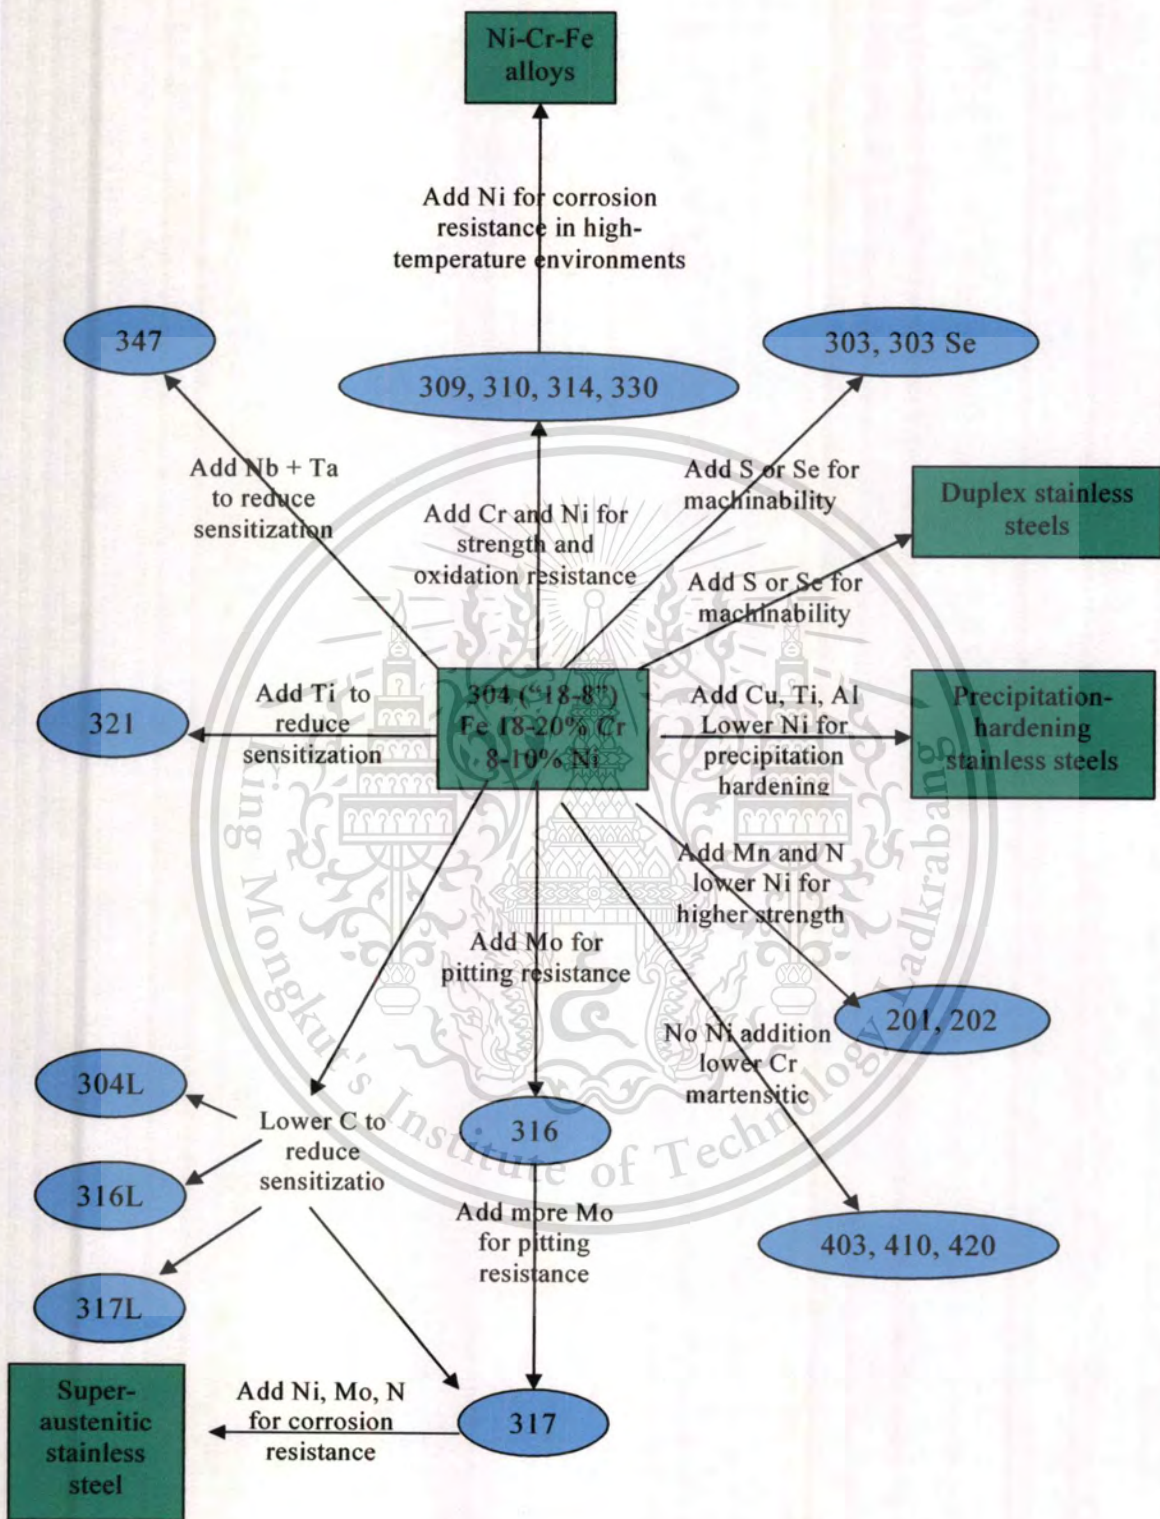 Ni-Cr-Fe
alloys
Add Ni for corrosion
resistance in high-
temperature environments
347
309, 310, 314, 330
303, 303 Se
Add Nb + Ta
to reduce
sensitization
Add Cr and Ni for
strength and
oxidation resistance
Add S or Se for
machinability
Duplex stainless
steels
Add S or Se for
machinability
321
Add Ti to
reduce
sensitization
304 ("18-8")
Fe 18-20% Cr
8-10% Ni
Add Cu, Ti, Al
Lower Ni for
precipitation
hardening
Precipitation-
hardening
stainless steels
Add Mn and N
lower Ni for
higher strength
201, 202
Add Mo for
pitting resistance
No Ni addition
lower Cr
martensitic
304L
316L
317L
Lower C to
reduce
sensitizatio
316
Add more Mo
for pitting
resistance
403, 410, 420
Super-
austenitic
stainless
steel
Add Ni, Mo, N
for corrosion
resistance
317
King Mongkut's Institute of Technology Ladkrabang